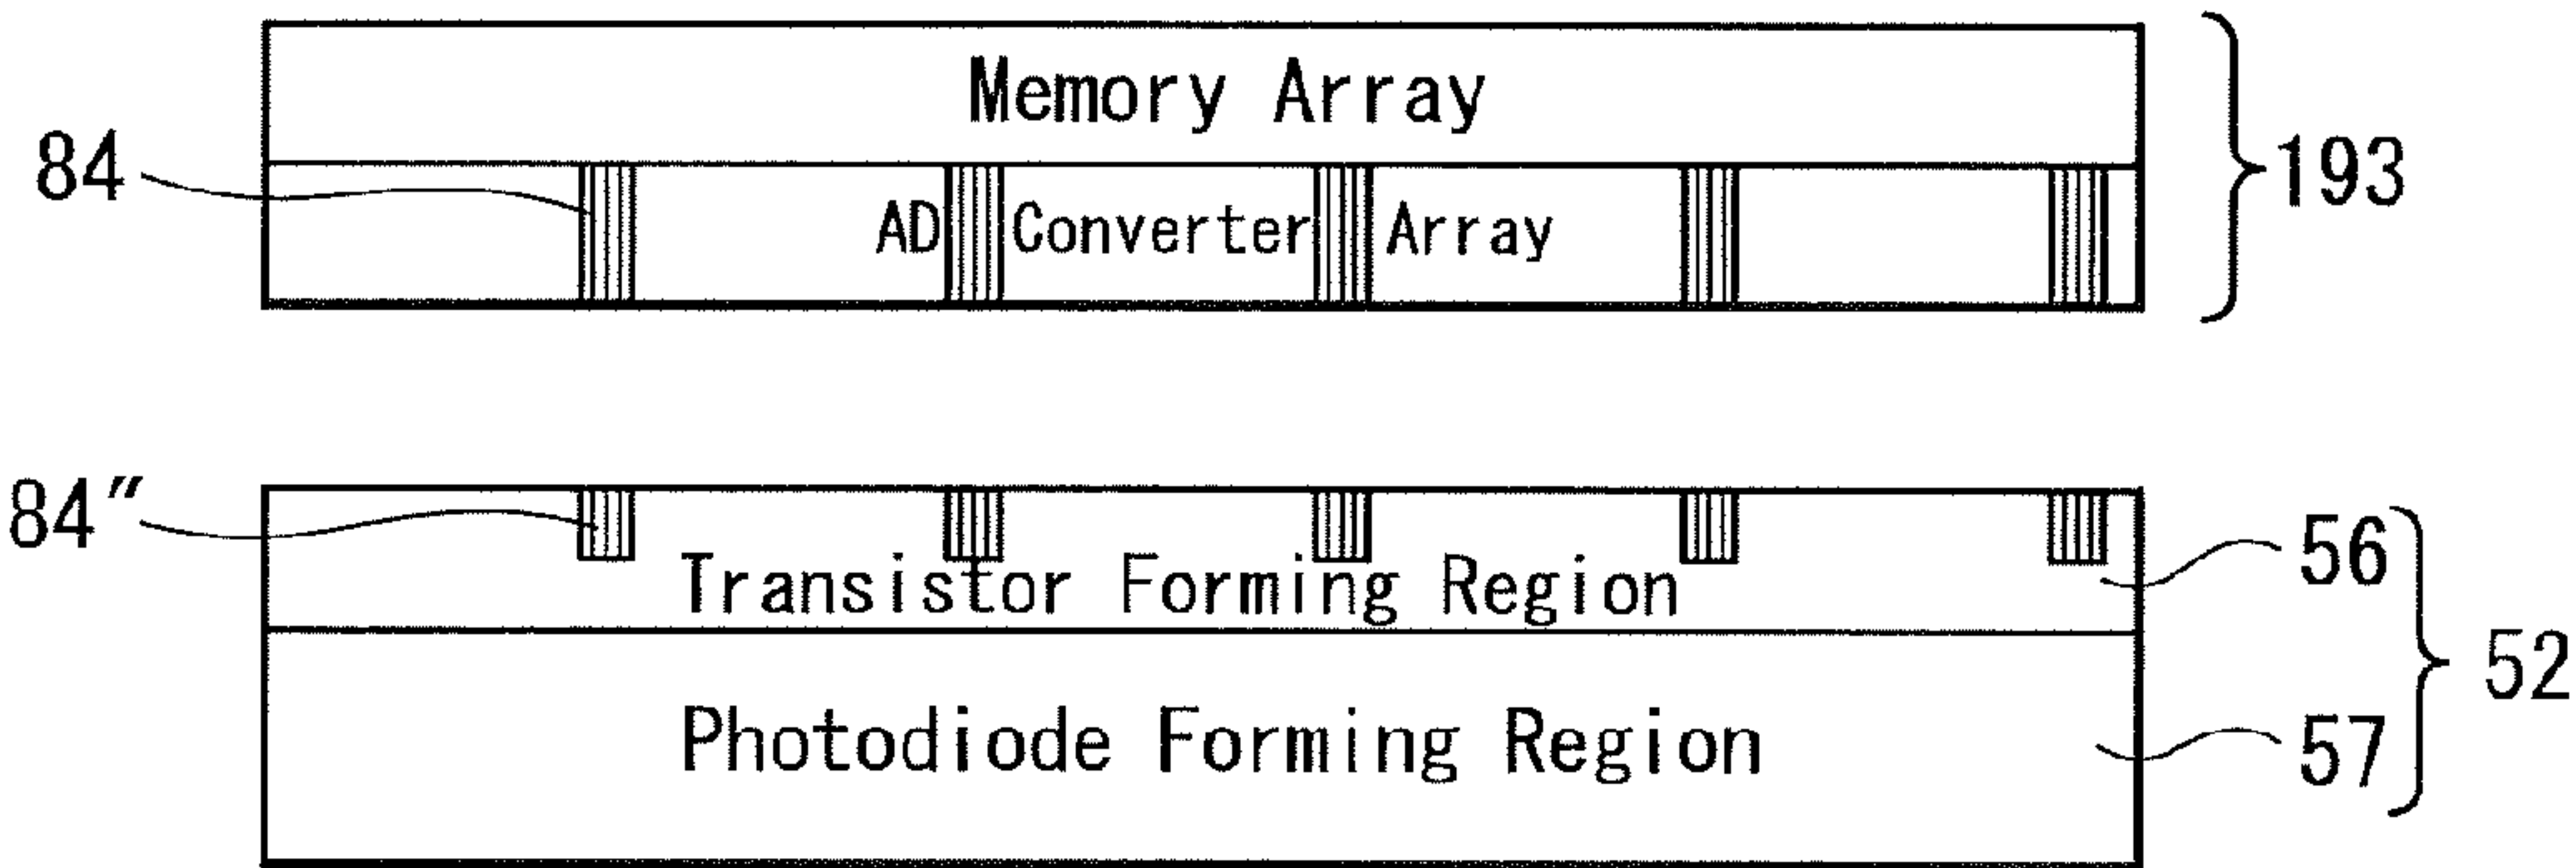 Memory Array
84
193
AD Converter Array
84″
56
Transistor Forming Region
52
Photodiode Forming Region
57